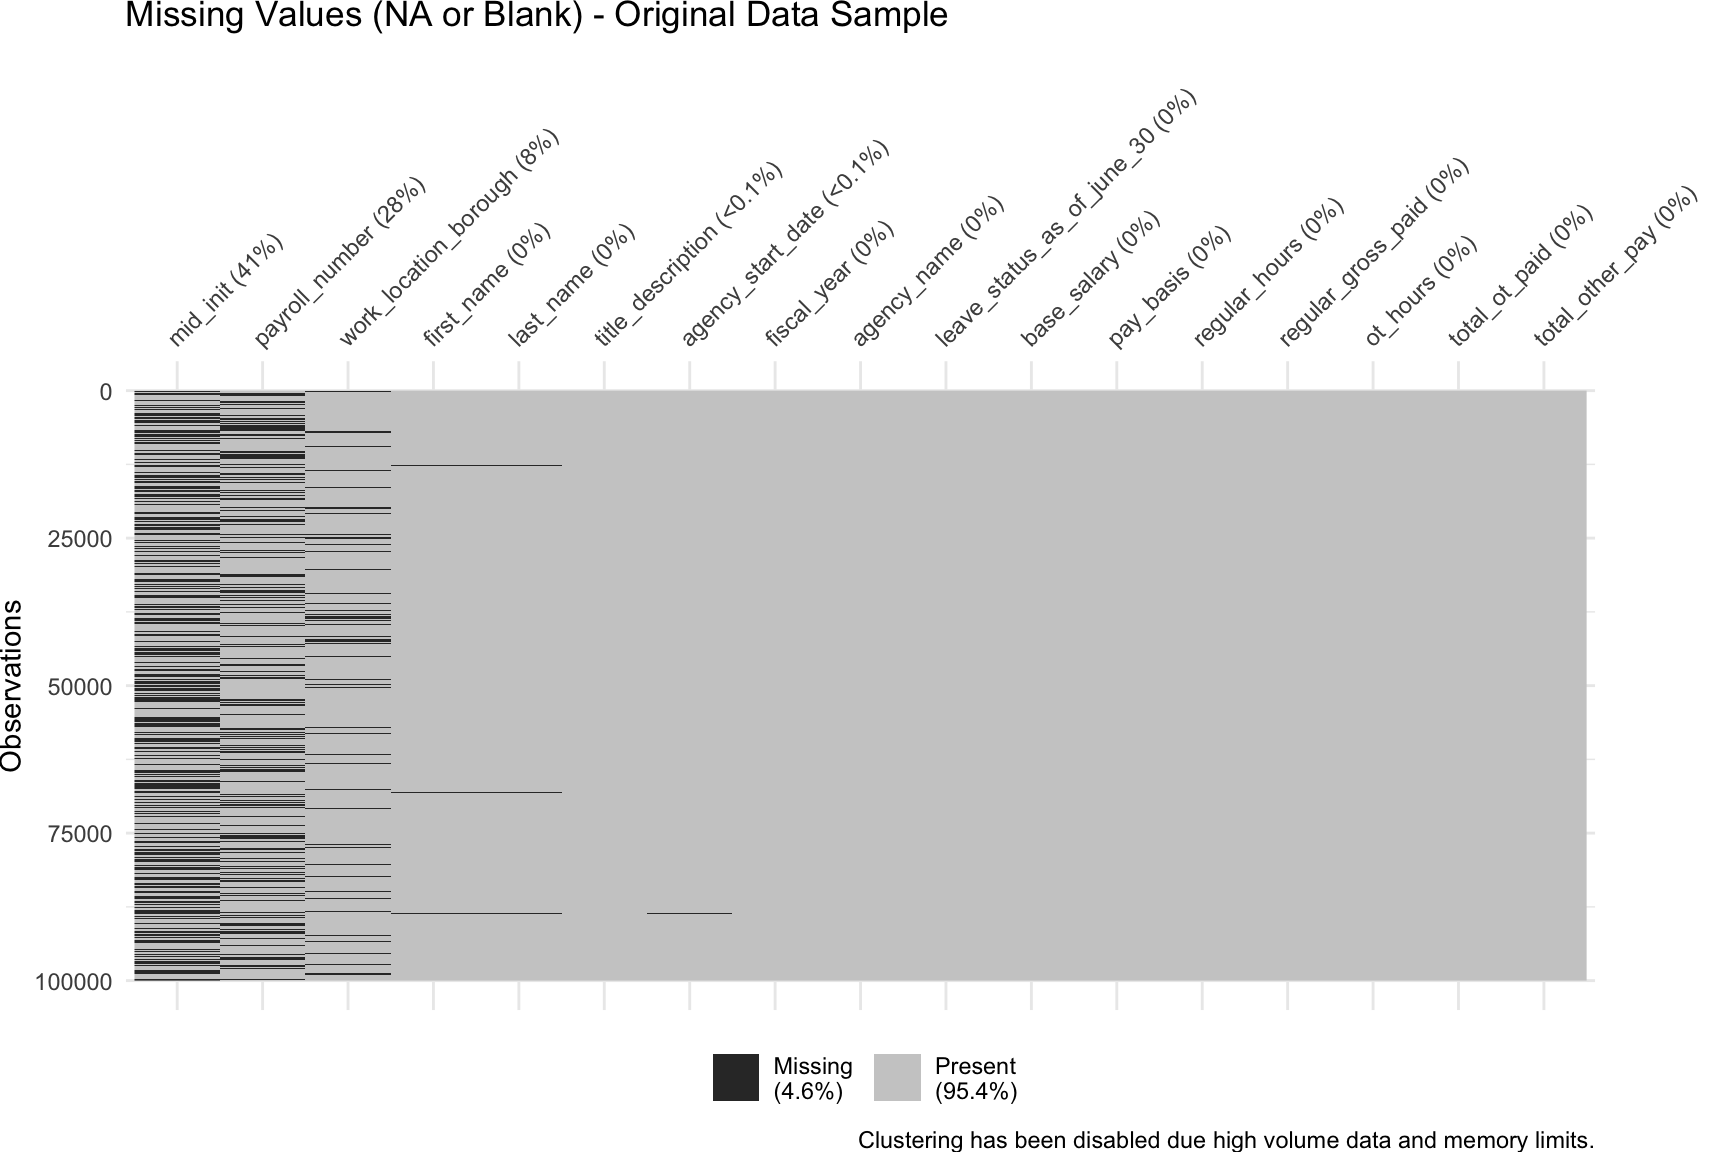 Missing Values (NA or Blank) - Original Data Sample
mid_init (41%)
payroll_number (28%)
work_location_borough (8%)
first_name (0%)
last_name (0%)
title_description (<0.1%)
agency_start_date (<0.1%)
fiscal_year (0%)
agency_name (0%)
leave_status_as_of_june_30 (0%)
base_salary (0%)
pay_basis (0%)
regular_hours (0%)
regular_gross_paid (0%)
ot_hours (0%)
total_ot_paid (0%)
total_other_pay (0%)
Observations
0
25000
50000
75000
100000
Missing
(4.6%)
Present
(95.4%)
Clustering has been disabled due high volume data and memory limits.